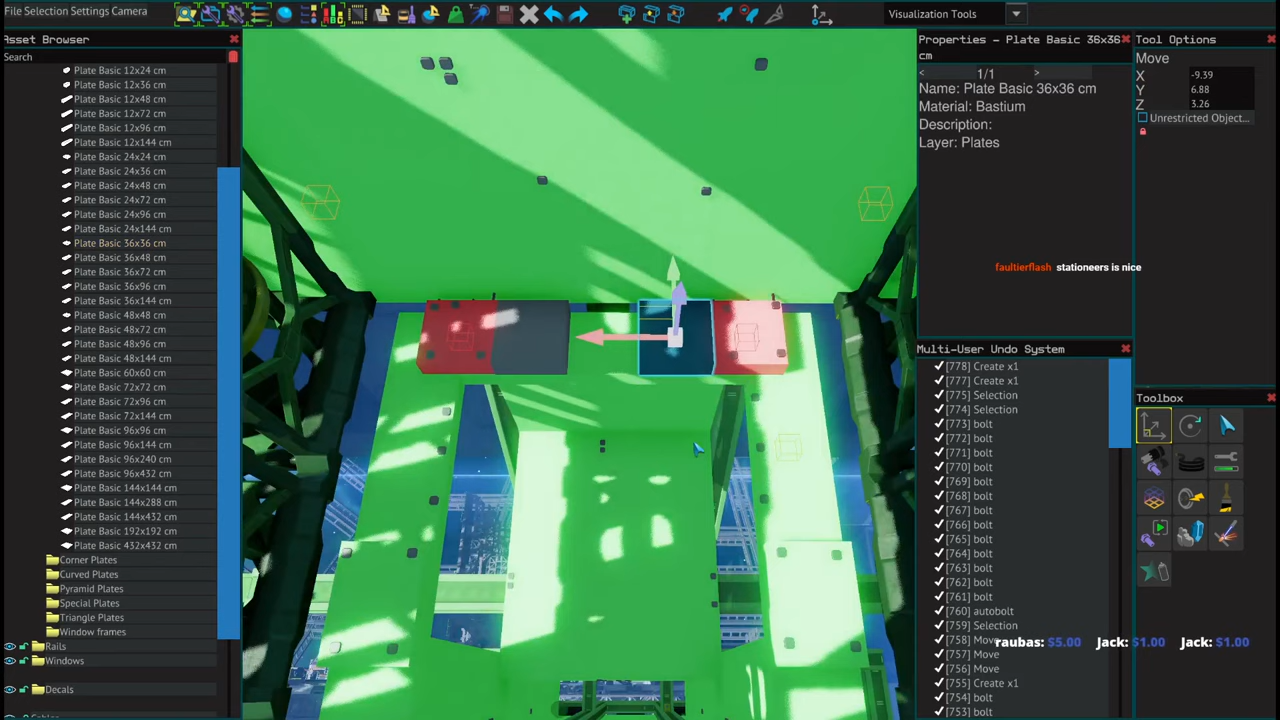 File Selection Settings Camera
Visualization Tools
Asset Browser
Search
Plate Basic 12x24 cm
Plate Basic 12x36 cm
Plate Basic 12x48 cm
Plate Basic 12x72 cm
Plate Basic 12x96 cm
Plate Basic 12x144 cm
Plate Basic 24x24 cm
Plate Basic 24x36 cm
Plate Basic 24x48 cm
Plate Basic 24x72 cm
Plate Basic 24x96 cm
Plate Basic 24x144 cm
Plate Basic 36x36 cm
Plate Basic 36x48 cm
Plate Basic 36x72 cm
Plate Basic 36x96 cm
Plate Basic 36x144 cm
Plate Basic 48x48 cm
Plate Basic 48x72 cm
Plate Basic 48x96 cm
Plate Basic 48x144 cm
Plate Basic 60x60 cm
Plate Basic 72x72 cm
Plate Basic 72x96 cm
Plate Basic 72x144 cm
Plate Basic 96x96 cm
Plate Basic 96x144 cm
Plate Basic 96x240 cm
Plate Basic 96x432 cm
Plate Basic 144x144 cm
Plate Basic 144x288 cm
Plate Basic 144x432 cm
Plate Basic 192x192 cm
Plate Basic 432x432 cm
Corner Plates
Curved Plates
Pyramid Plates
Special Plates
Triangle Plates
Window frames
Rails
Windows
Decals
Properties – Plate Basic 36x36
cm
< 1/1 >
Name: Plate Basic 36x36 cm
Material: Bastium
Description:
Layer: Plates
faultierflash stationeers is nice
Multi-User Undo System
[778] Create x1
[777] Create x1
[775] Selection
[774] Selection
[773] bolt
[772] bolt
[771] bolt
[770] bolt
[769] bolt
[768] bolt
[767] bolt
[766] bolt
[765] bolt
[764] bolt
[763] bolt
[762] bolt
[761] bolt
[760] autobolt
[759] Selection
[758] Move
[757] Move
[756] Move
[755] Create x1
[754] bolt
[753] bolt
raubas: $5.00 Jack: $1.00 Jack: $1.00
Tool Options
Move
X -9.39
Y 6.88
Z 3.26
Unrestricted Object...
Toolbox